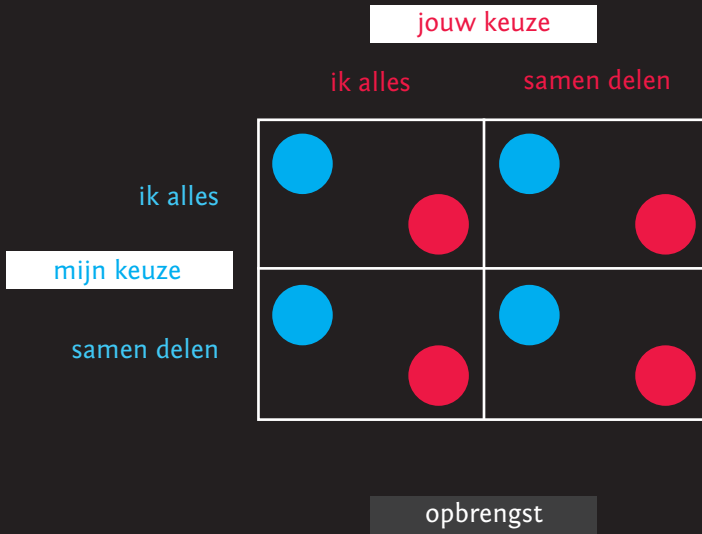 jouw keuze
ik alles samen delen
ik alles
mijn keuze
samen delen
opbrengst